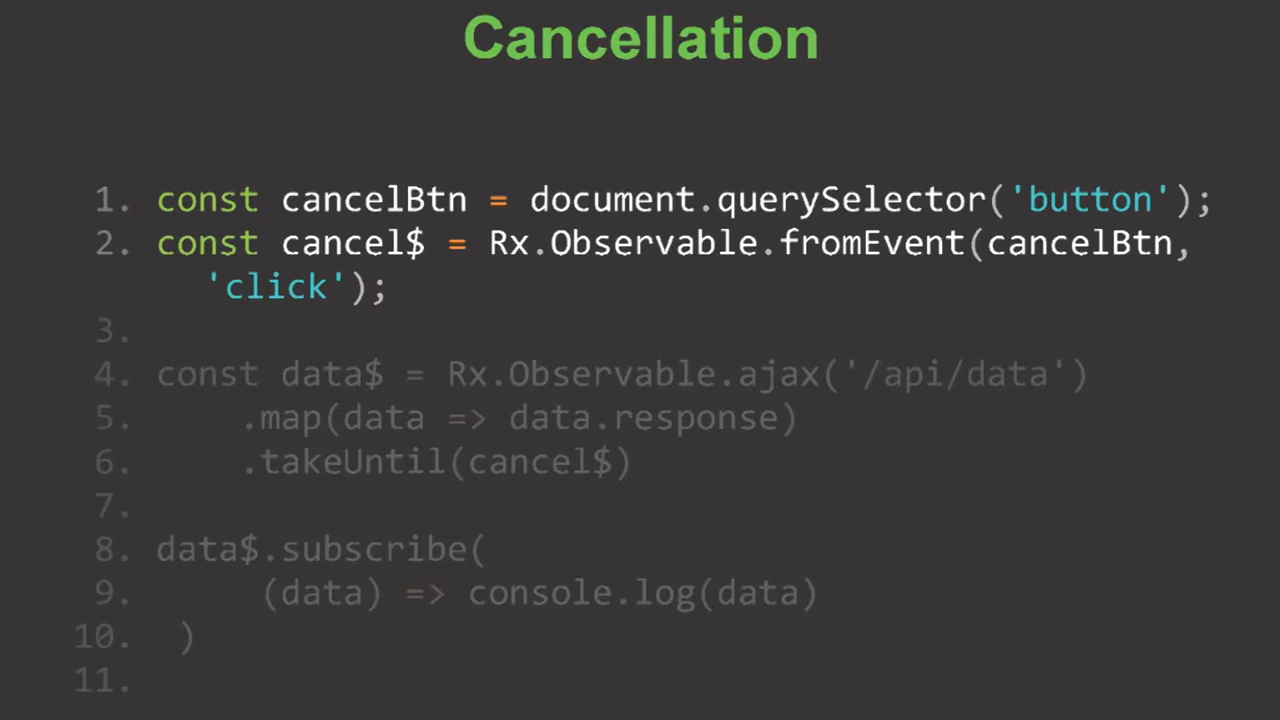 Cancellation
1. const cancelBtn = document.querySelector('button');
2. const cancel$ = Rx.Observable.fromEvent(cancelBtn,
'click');
3.
4. const data$ = Rx.Observable.ajax('/api/data')
5. .map(data => data.response)
6. .takeUntil(cancel$)
7.
8. data$.subscribe(
9. (data) => console.log(data)
10. )
11.